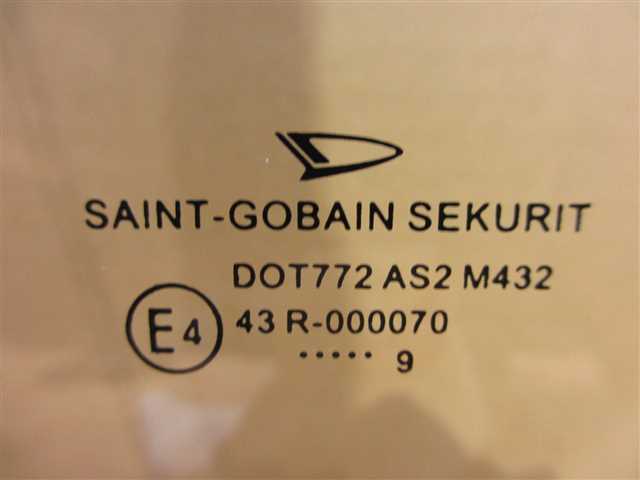 SAINT-GOBAIN SEKURIT
DOT772 AS2 M432
E4 43 R-000070
····· 9